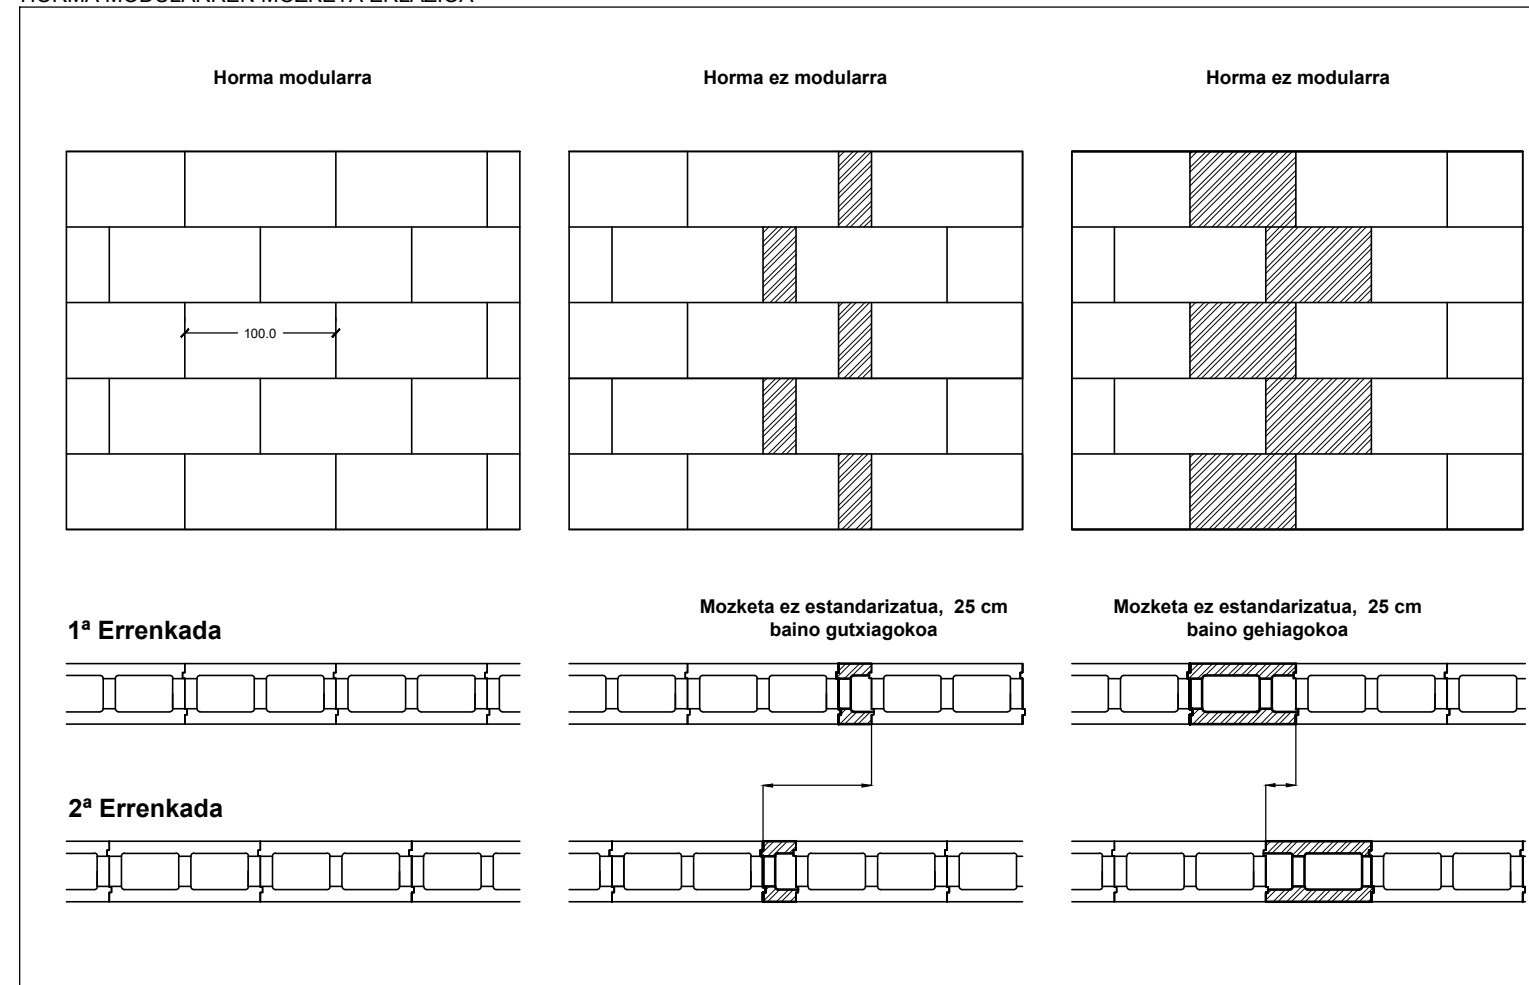 HORMA MODULARREN MOZKETA ERLAZIOA
Horma modularra
Horma ez modularra
Horma ez modularra
100.0
Mozketa ez estandarizatua, 25 cm
baino gutxiagokoa
Mozketa ez estandarizatua, 25 cm
baino gehiagokoa
1ª Errenkada
2ª Errenkada